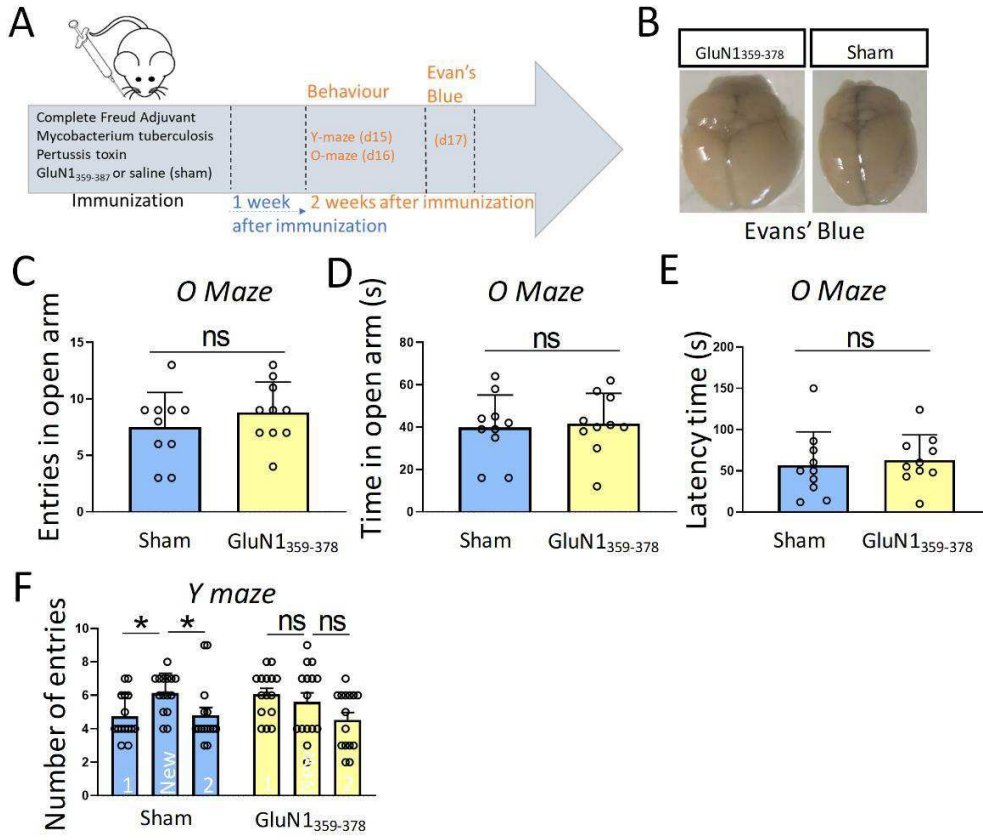 A
Complete Freud Adjuvant
Mycobacterium tuberculosis
Pertussis toxin
GluN1359-387 or saline (sham)
Immunization
1 week
after immunization
Behaviour
Y-maze (d15)
O-maze (d16)
2 weeks after immunization
Evan's
Blue
(d17)
B
GluN1359-378
Sham
Evans' Blue
C
O Maze
Entries in open arm
ns
15
10
5
0
Sham
GluN1359-378
D
O Maze
Time in open arm (s)
ns
80
60
40
20
0
Sham
GluN1359-378
E
O Maze
Latency time (s)
ns
200
150
100
50
0
Sham
GluN1359-378
F
Y maze
Number of entries
* * ns ns
10
8
6
4
2
0
1 New 2
Sham
GluN1359-378